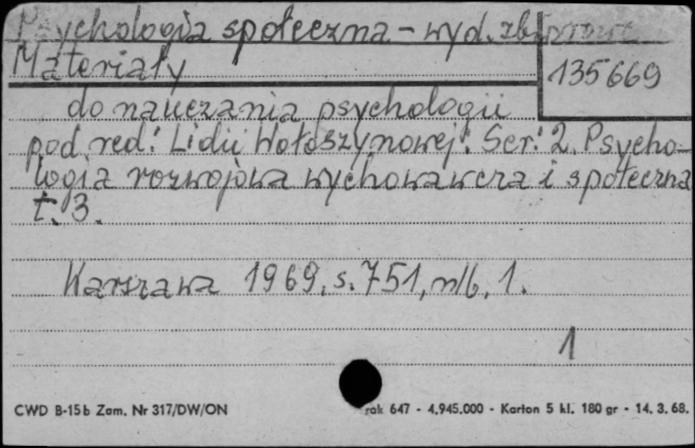 Psychologia społeczna - wyd. zbiorowe
Materiały
135669
do nauczania psychologii
pod red: Lidii Wołoszynowej: Ser: 2. Psycho-
logia rozwojowa wychowawcza i społeczna
t. 3.
Warszawa 1969, s. 751, nlb. 1.
1
CWD B-15b Zam. Nr 317/DW/ON
rak 647 - 4.945.000 - Karton 5 kl. 180 gr - 14. 3. 68.